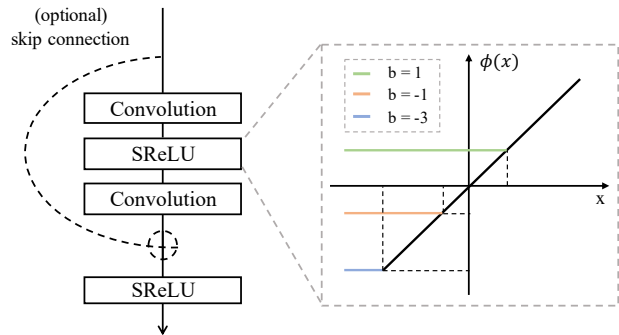 (optional)
skip connection
Convolution
SReLU
Convolution
SReLU
ϕ(x)
b = 1
b = -1
b = -3
x